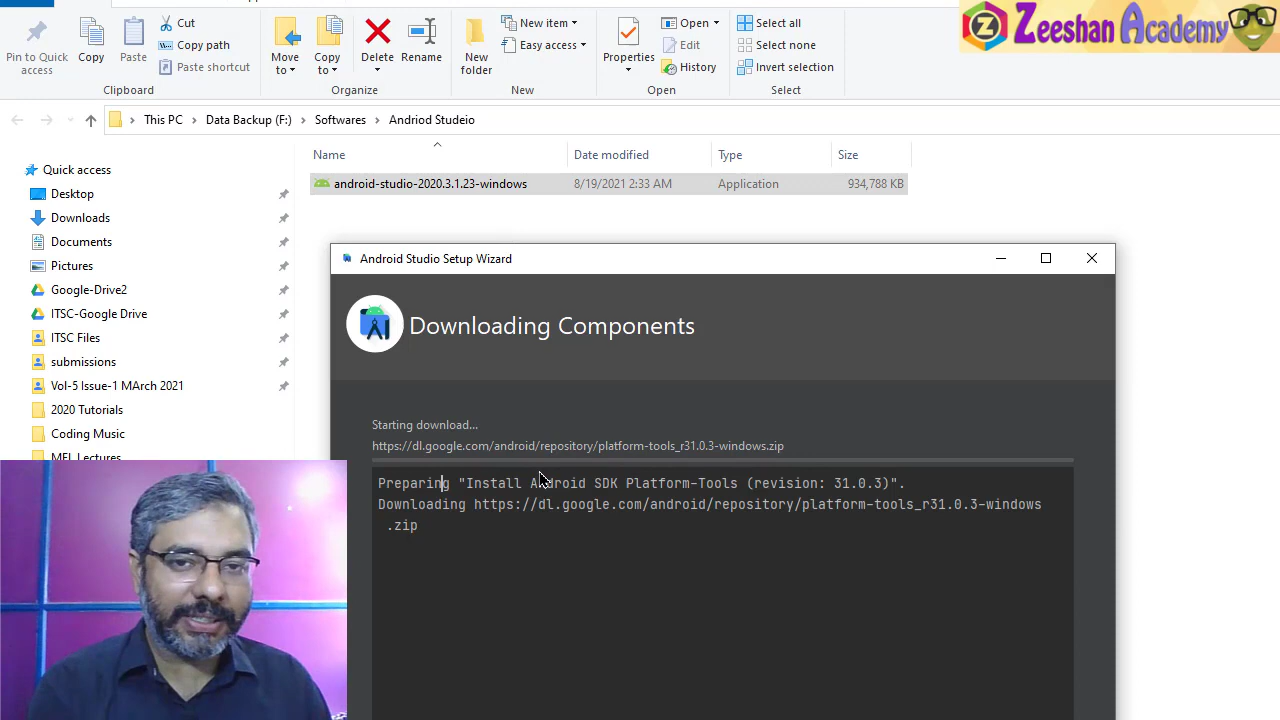 Zeeshan Academy
Pin to Quick access
Copy
Paste
Cut
Copy path
Paste shortcut
Clipboard
Move to
Copy to
Delete
Rename
Organize
New folder
New item
Easy access
New
Properties
Open
Edit
History
Open
Select all
Select none
Invert selection
Select
This PC > Data Backup (F:) > Softwares > Andriod Studeio
Name Date modified Type Size
android-studio-2020.3.1.23-windows 8/19/2021 2:33 AM Application 934,788 KB
Quick access
Desktop
Downloads
Documents
Pictures
Google-Drive2
ITSC-Google Drive
ITSC Files
submissions
Vol-5 Issue-1 MArch 2021
2020 Tutorials
Coding Music
MFL Lectures
Android Studio Setup Wizard
Downloading Components
Starting download...
https://dl.google.com/android/repository/platform-tools_r31.0.3-windows.zip
Preparing "Install Android SDK Platform-Tools (revision: 31.0.3)".
Downloading https://dl.google.com/android/repository/platform-tools_r31.0.3-windows
.zip